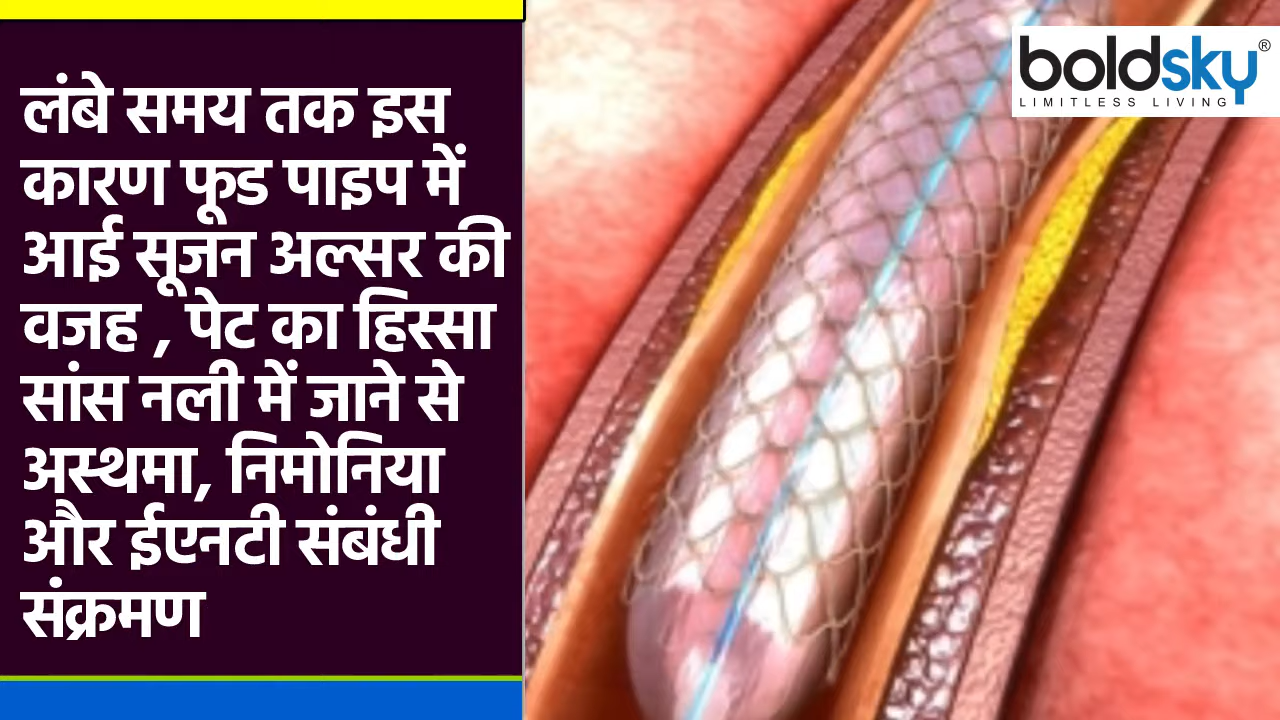 लंबे समय तक इस
कारण फूड पाइप में
आई सूजन अल्सर की
वजह , पेट का हिस्सा
सांस नली में जाने से
अस्थमा, निमोनिया
और ईएनटी संबंधी
संक्रमण
boldsky®
LIMITLESS LIVING